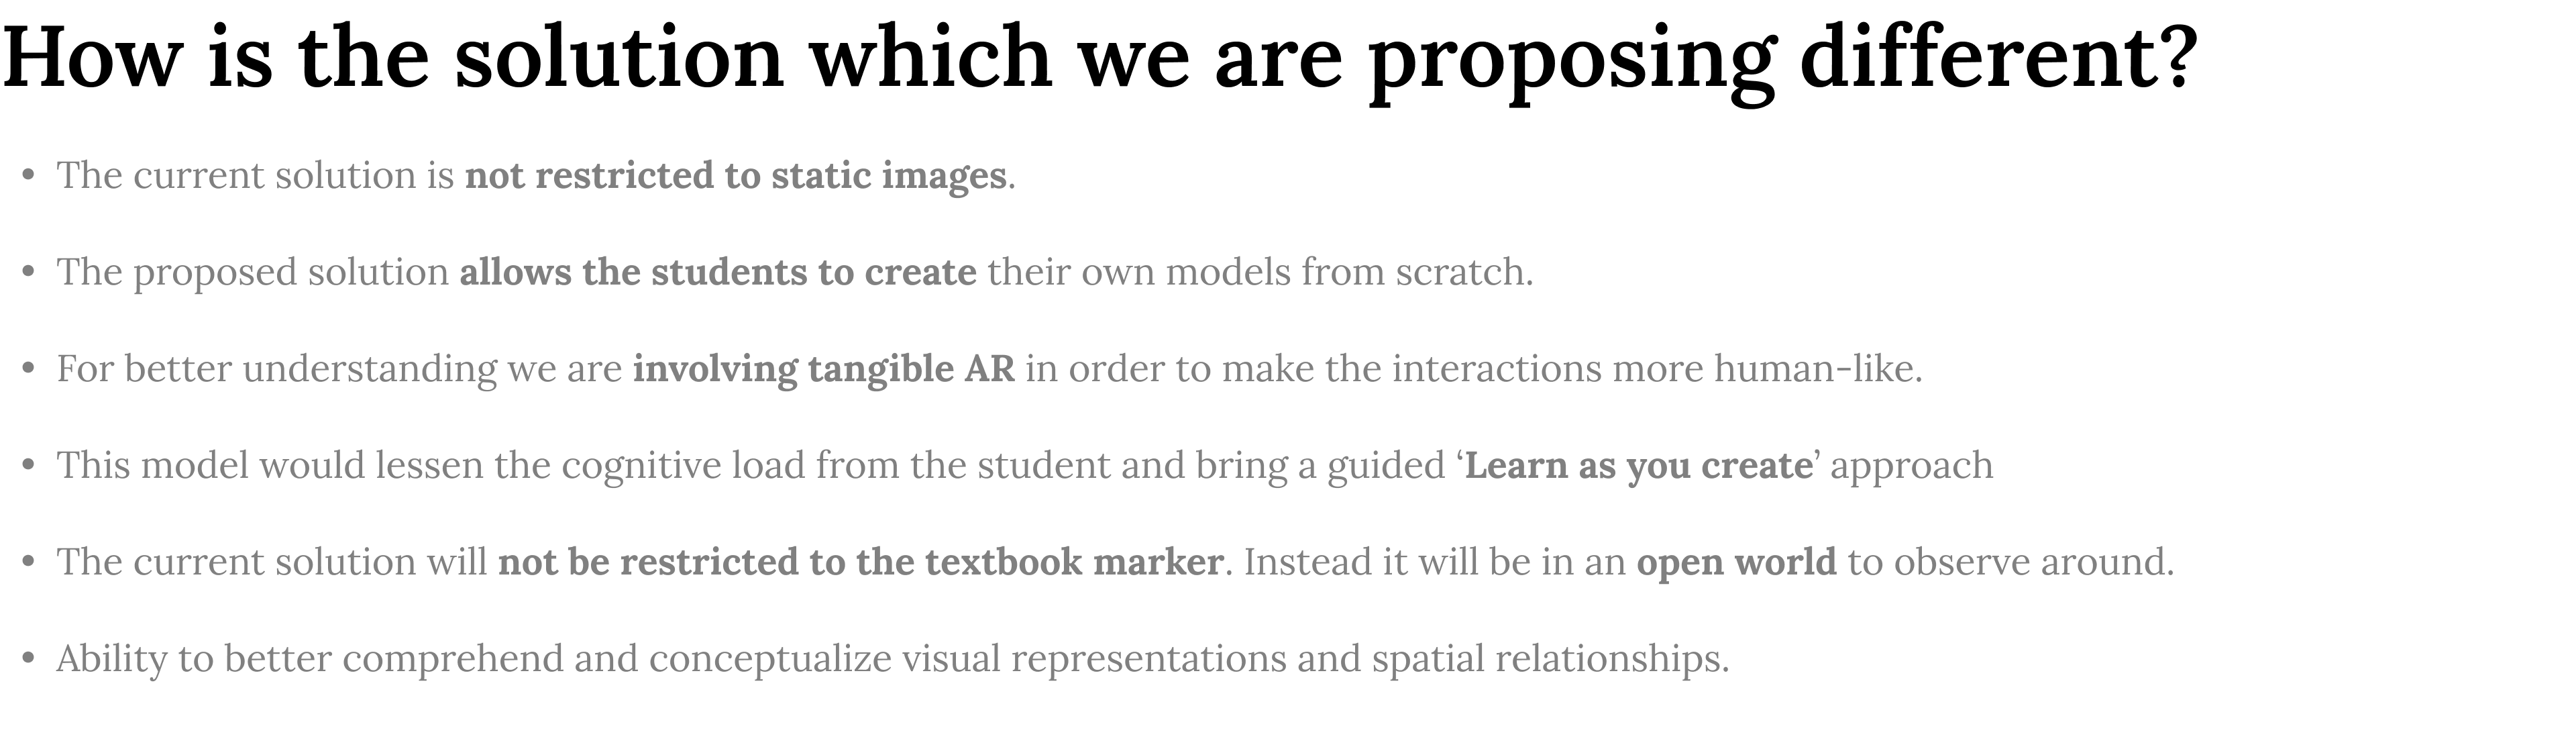 How is the solution which we are proposing different?
• The current solution is not restricted to static images.
• The proposed solution allows the students to create their own models from scratch.
• For better understanding we are involving tangible AR in order to make the interactions more human-like.
• This model would lessen the cognitive load from the student and bring a guided ‘Learn as you create’ approach
• The current solution will not be restricted to the textbook marker. Instead it will be in an open world to observe around.
• Ability to better comprehend and conceptualize visual representations and spatial relationships.